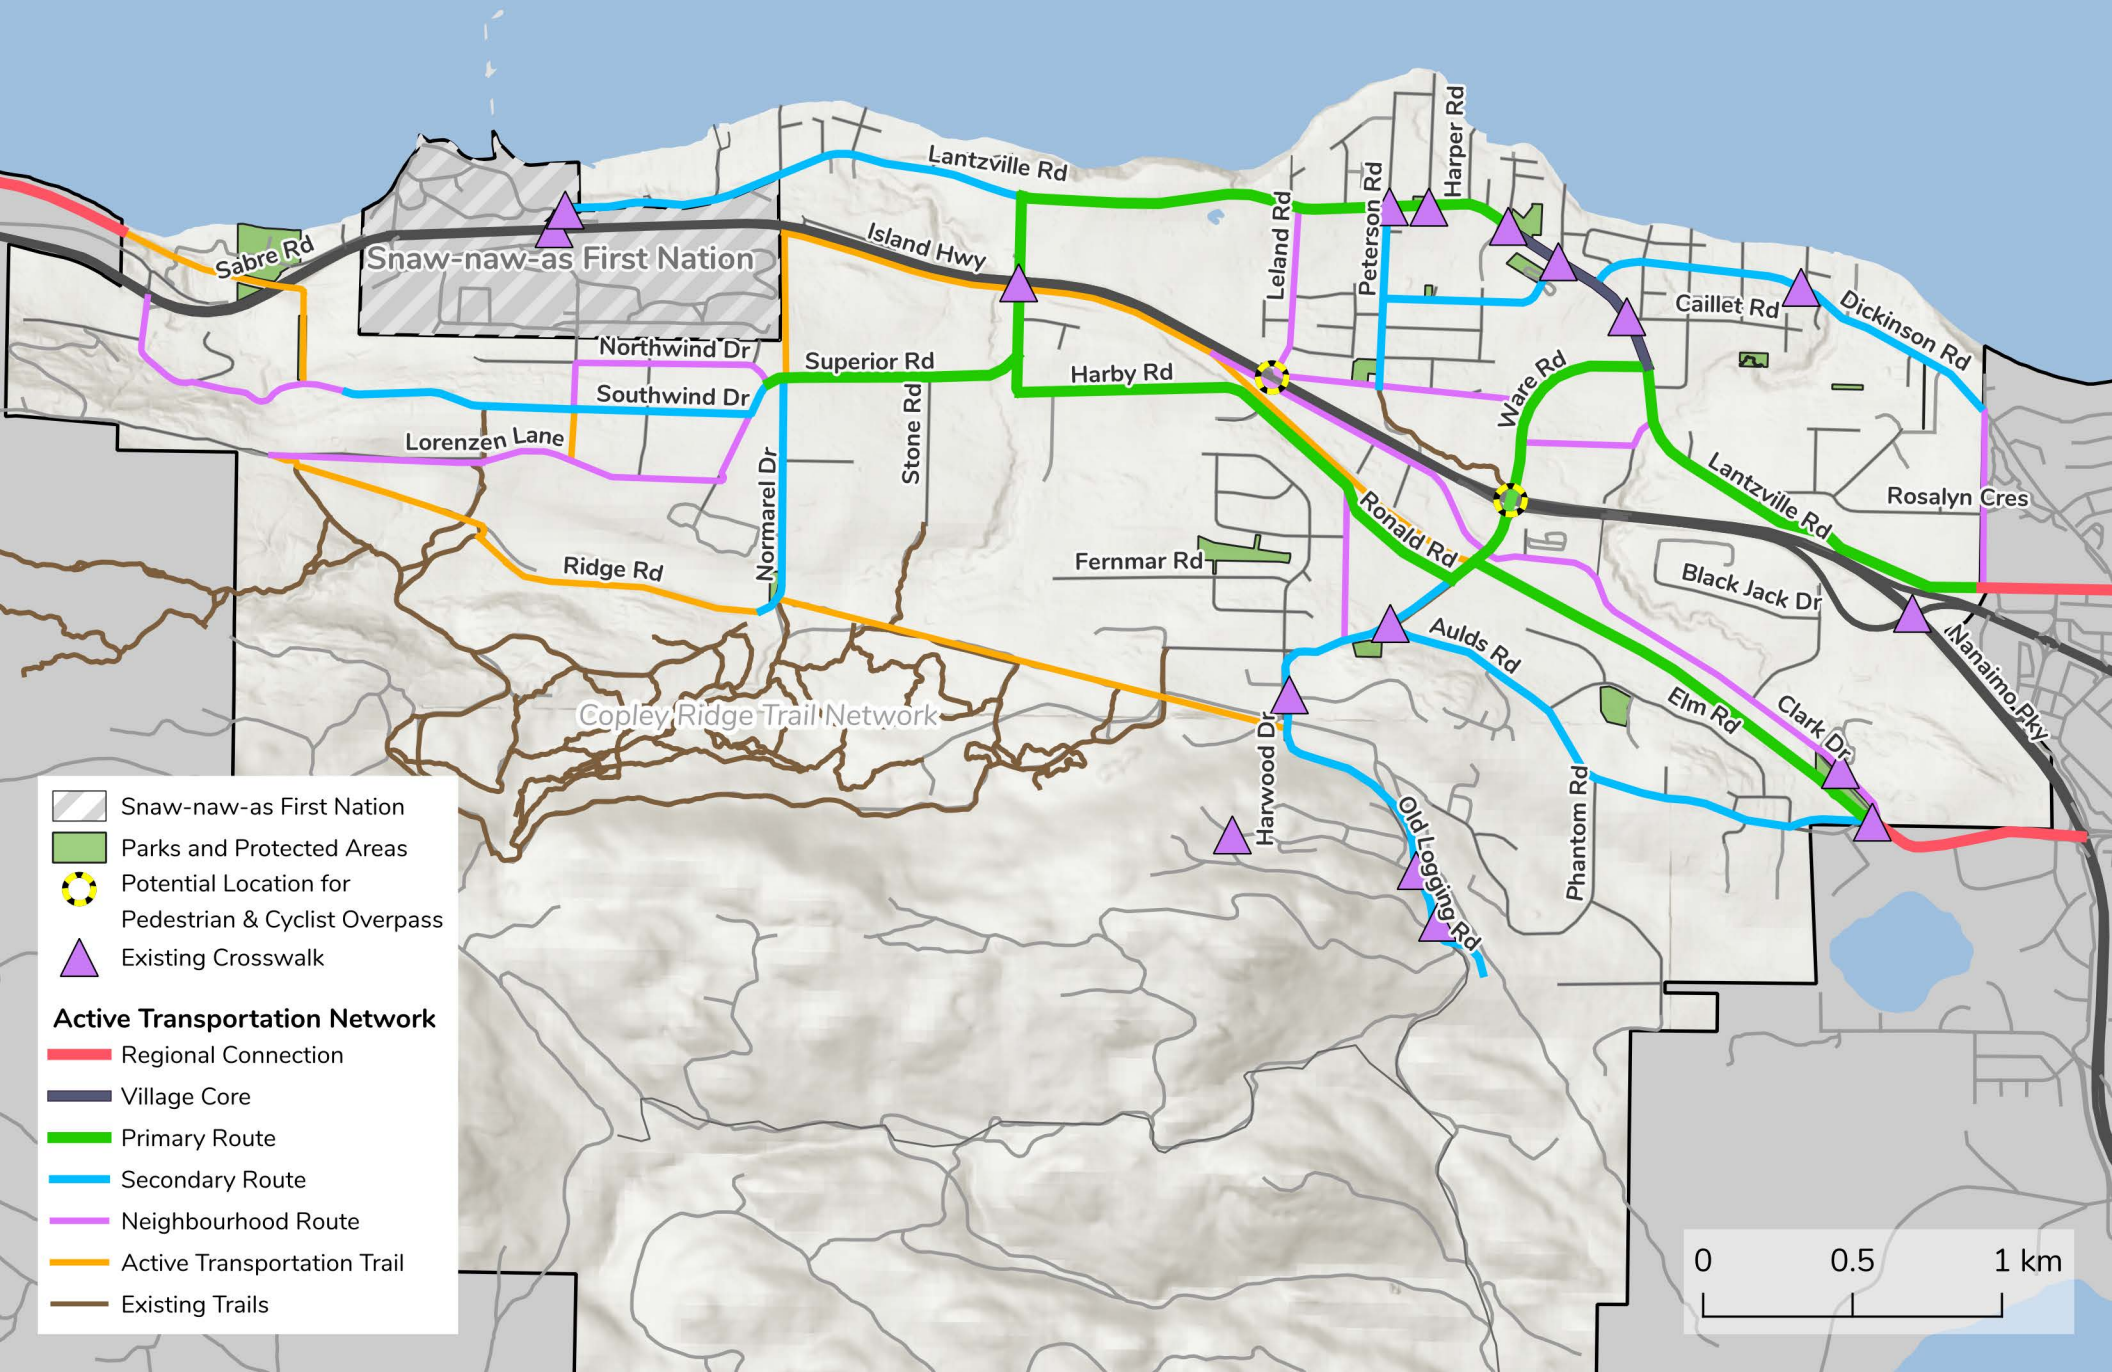 Harper Rd
Lantzville Rd
Peterson Rd
Leland Rd
Island Hwy
Sabre Rd
Snaw-naw-as First Nation
Caillet Rd
Dickinson Rd
Northwind Dr
Superior Rd
Harby Rd
Ware Rd
Southwind Dr
Stone Rd
Lorenzen Lane
Normarel Dr
Lantzville Rd
Rosalyn Cres
Ronald Rd
Fernmar Rd
Ridge Rd
Black Jack Dr
Aulds Rd
Nanaimo Pky
Copley Ridge Trail Network
Elm Rd
Clark Dr
Harwood Dr
Old Logging Rd
Phantom Rd
Snaw-naw-as First Nation
Parks and Protected Areas
Potential Location for
Pedestrian & Cyclist Overpass
Existing Crosswalk
Active Transportation Network
Regional Connection
Village Core
Primary Route
Secondary Route
Neighbourhood Route
Active Transportation Trail
Existing Trails
0 0.5 1 km